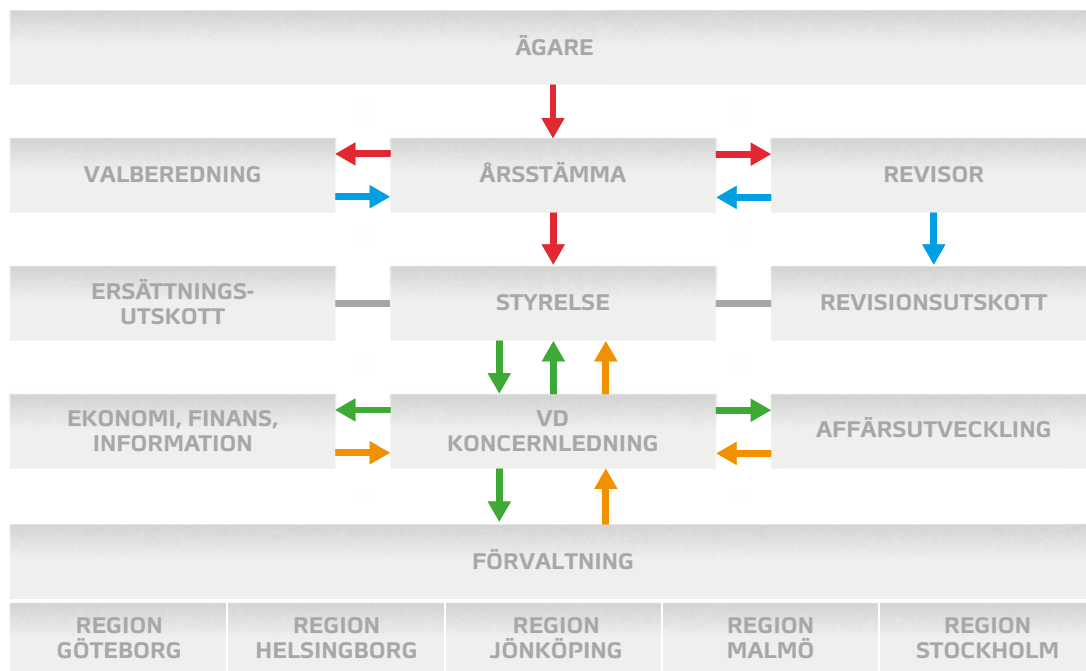 ÄGARE
VALBEREDNING
ÅRSSTÄMMA
REVISOR
ERSÄTTNINGS-
UTSKOTT
STYRELSE
REVISIONSUTSKOTT
EKONOMI, FINANS,
INFORMATION
VD
KONCERNLEDNING
AFFÄRSUTVECKLING
FÖRVALTNING
REGION
GÖTEBORG
REGION
HELSINGBORG
REGION
JÖNKÖPING
REGION
MALMÖ
REGION
STOCKHOLM